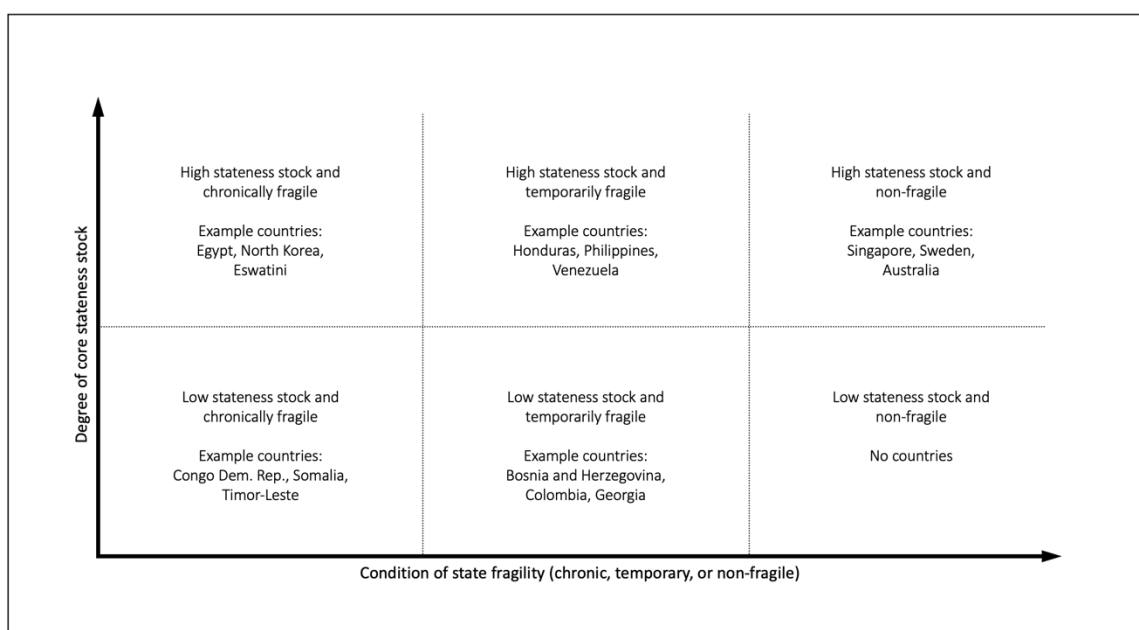 Degree of core stateness stock
High stateness stock and
chronically fragile
Example countries:
Egypt, North Korea,
Eswatini
High stateness stock and
temporarily fragile
Example countries:
Honduras, Philippines,
Venezuela
High stateness stock and
non-fragile
Example countries:
Singapore, Sweden,
Australia
Low stateness stock and
chronically fragile
Example countries:
Congo Dem. Rep., Somalia,
Timor-Leste
Low stateness stock and
temporarily fragile
Example countries:
Bosnia and Herzegovina,
Colombia, Georgia
Low stateness stock and
non-fragile
No countries
Condition of state fragility (chronic, temporary, or non-fragile)